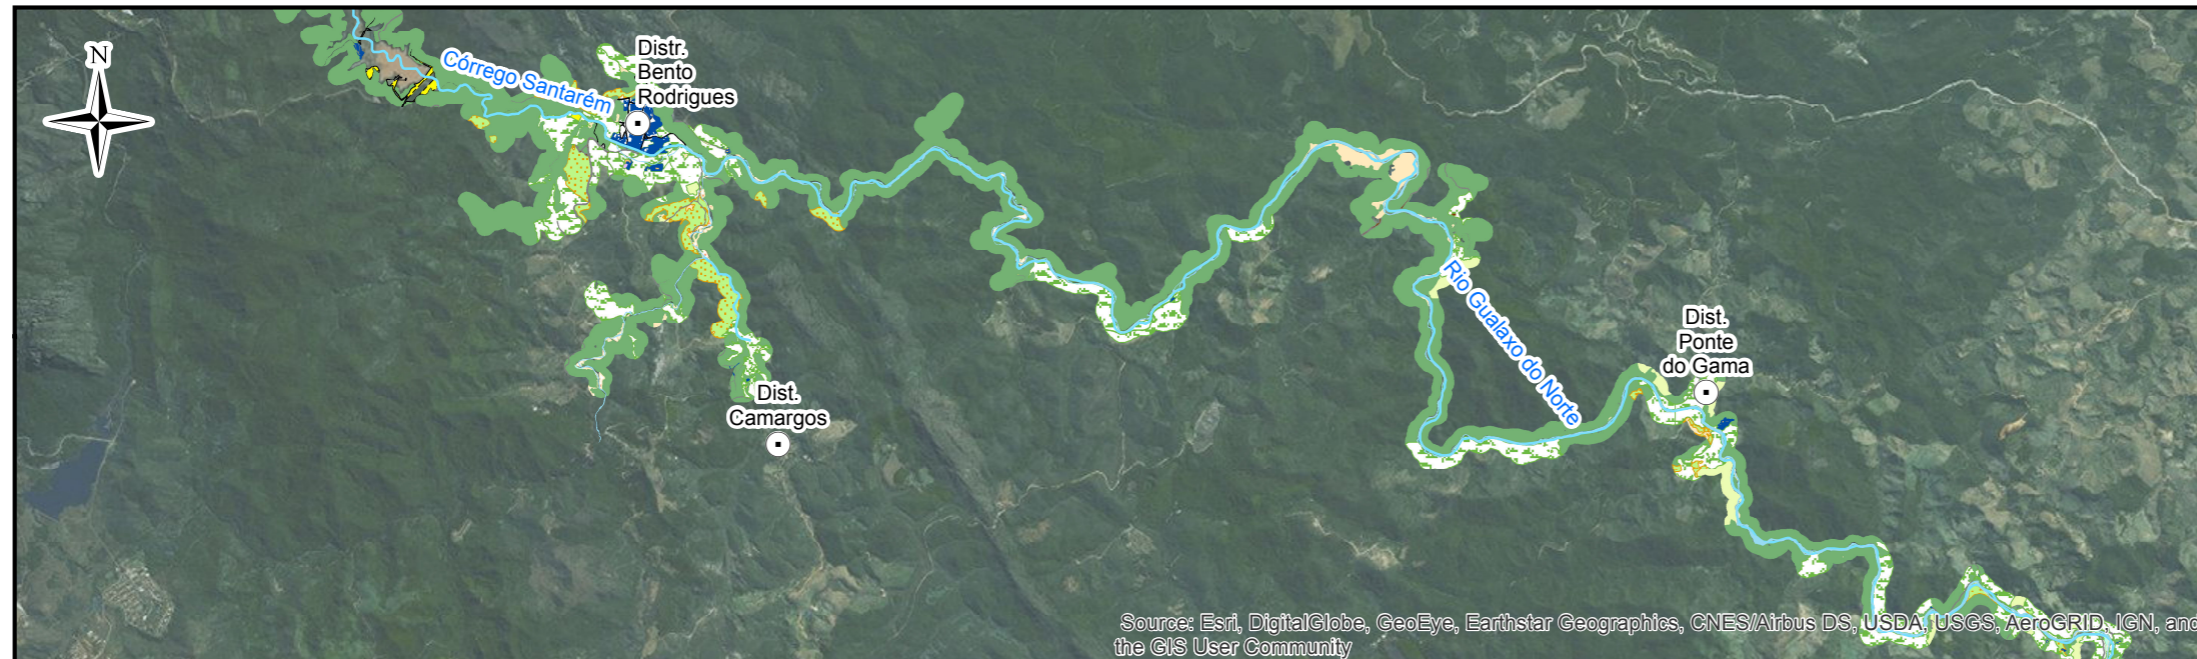 N
Córrego Santarém
Distr.
Bento
Rodrigues
Rio Gualaxo do Norte
Dist.
Ponte
do Gama
Dist.
Camargos
Source: Esri, DigitalGlobe, GeoEye, Earthstar Geographics, CNES/Airbus DS, USDA, USGS, AeroGRID, IGN, and
the GIS User Community